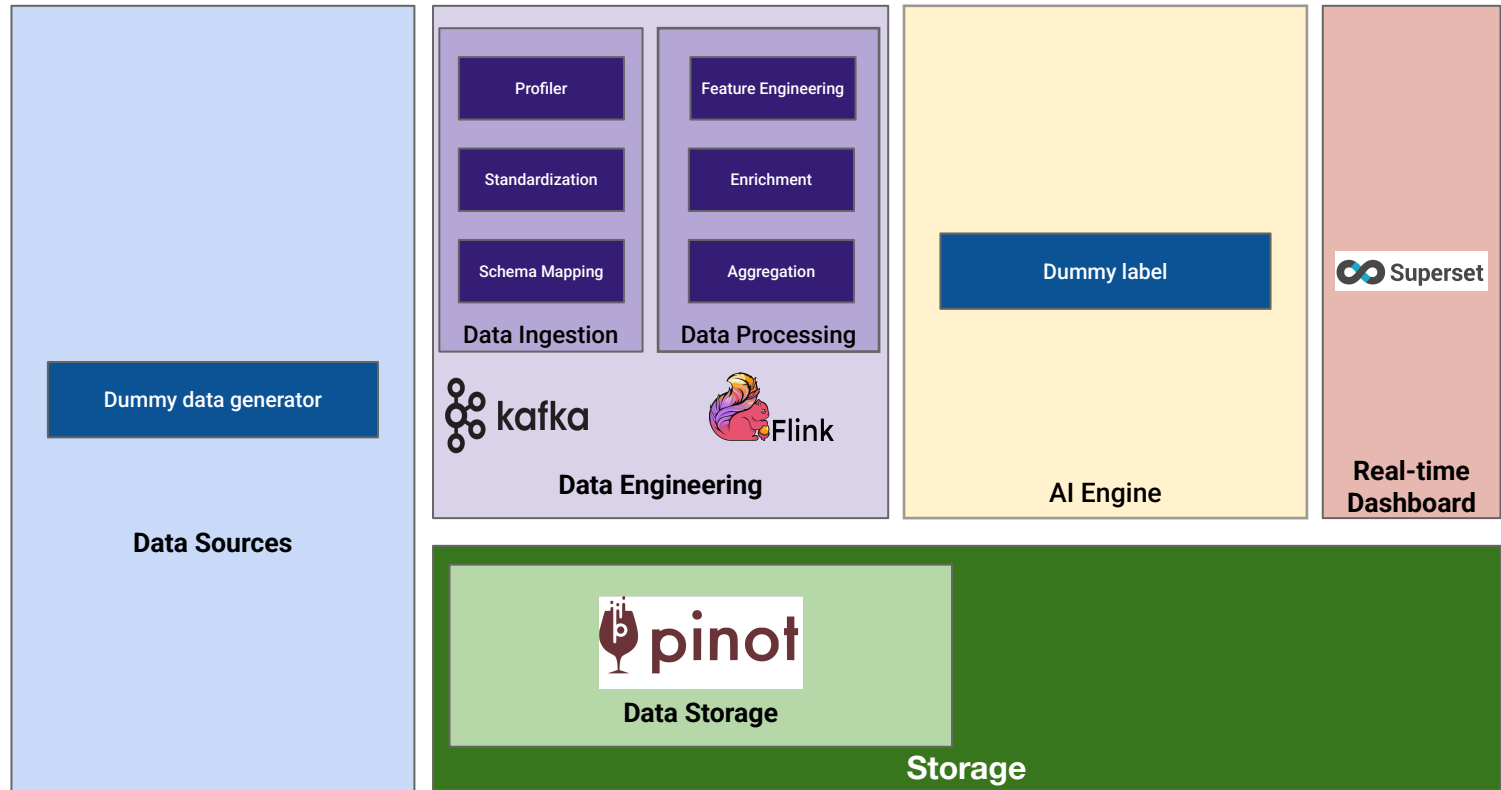 Dummy data generator
Data Sources
Profiler
Standardization
Schema Mapping
Data Ingestion
Feature Engineering
Enrichment
Aggregation
Data Processing
kafka
Flink
Data Engineering
Dummy label
AI Engine
Superset
Real-time
Dashboard
p
pinot
Data Storage
Storage